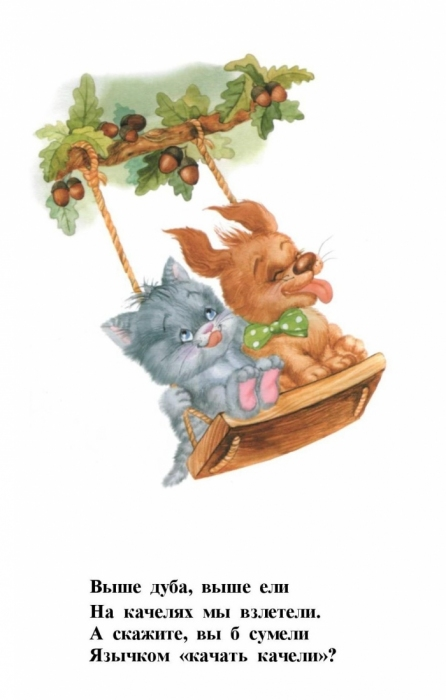 Выше дуба, выше ели
На качелях мы взлетели.
А скажите, вы б сумели
Язычком «качать качели»?